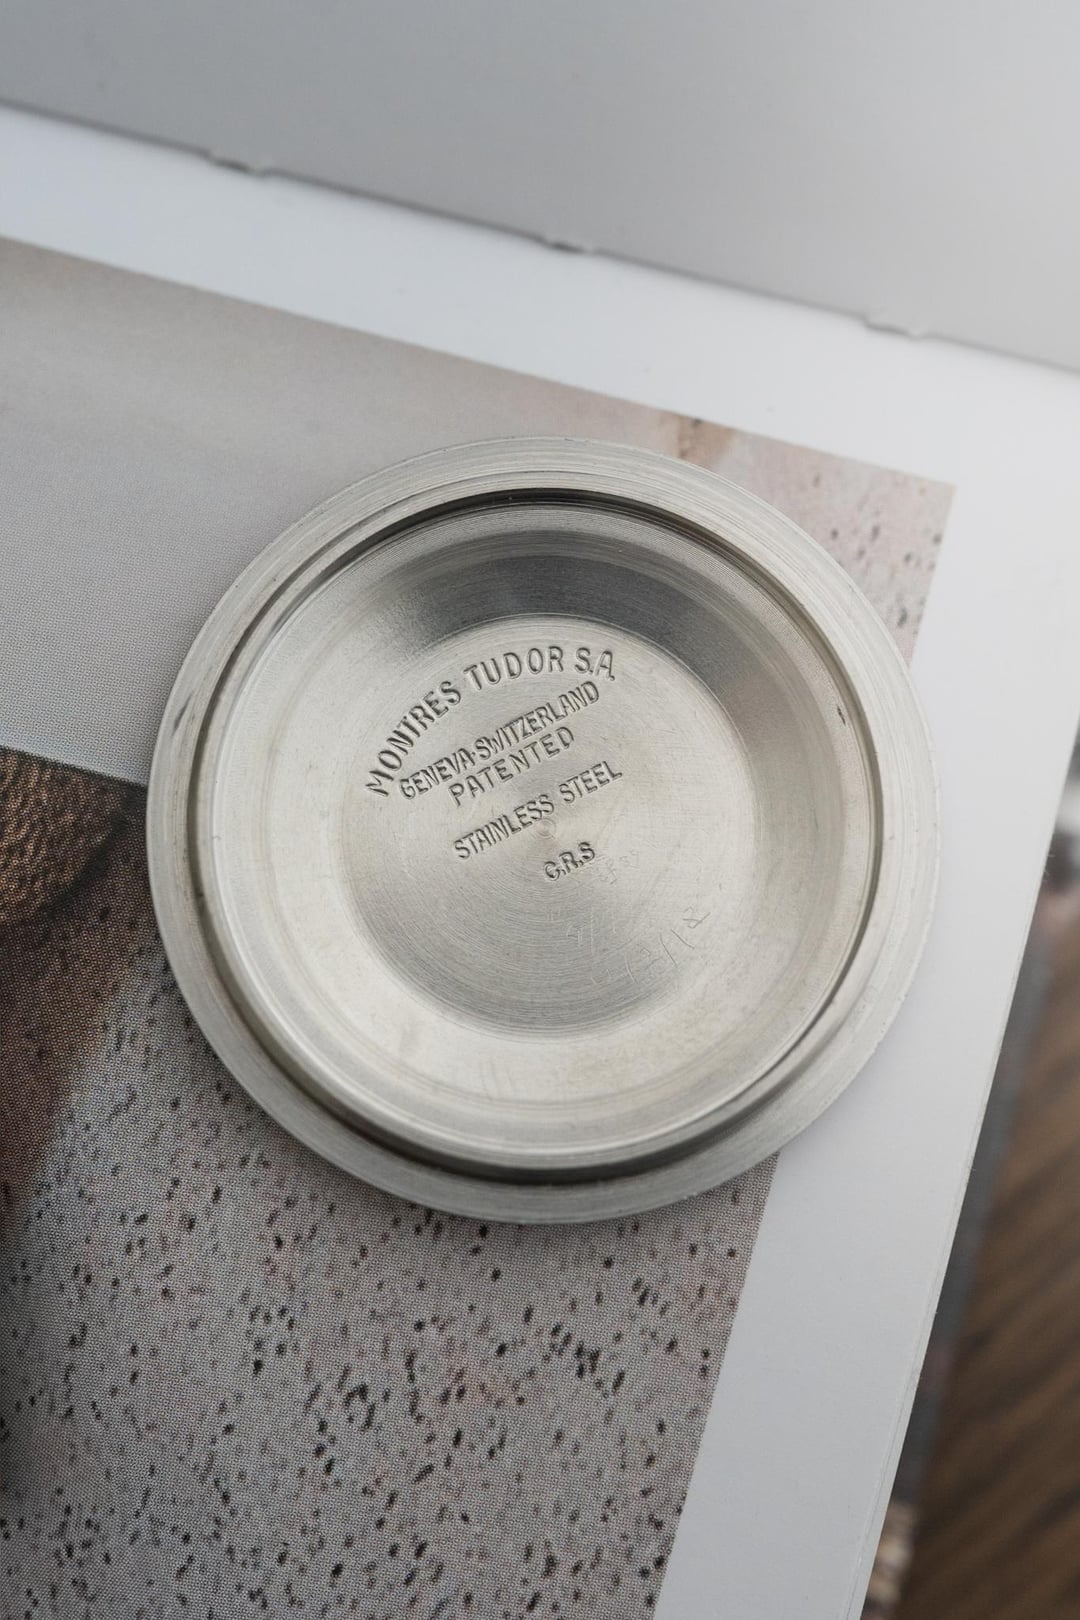 MONTRES TUDOR S.A.
GENEVA-SWITZERLAND
PATENTED
STAINLESS STEEL
C.R.S